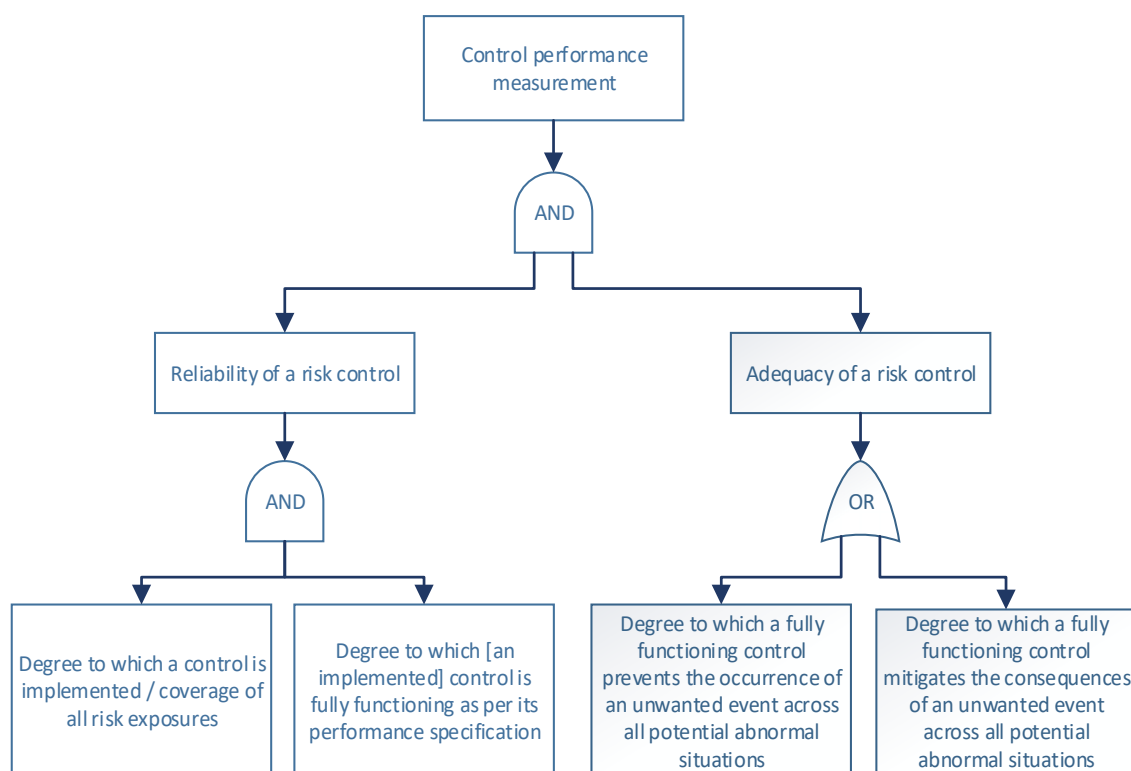 Control performance
measurement
AND
Reliability of a risk control
Adequacy of a risk control
AND
OR
Degree to which a control is
implemented / coverage of
all risk exposures
Degree to which [an
implemented] control is
fully functioning as per its
performance specification
Degree to which a fully
functioning control
prevents the occurrence of
an unwanted event across
all potential abnormal
situations
Degree to which a fully
functioning control
mitigates the consequences
of an unwanted event
across all potential
abnormal situations